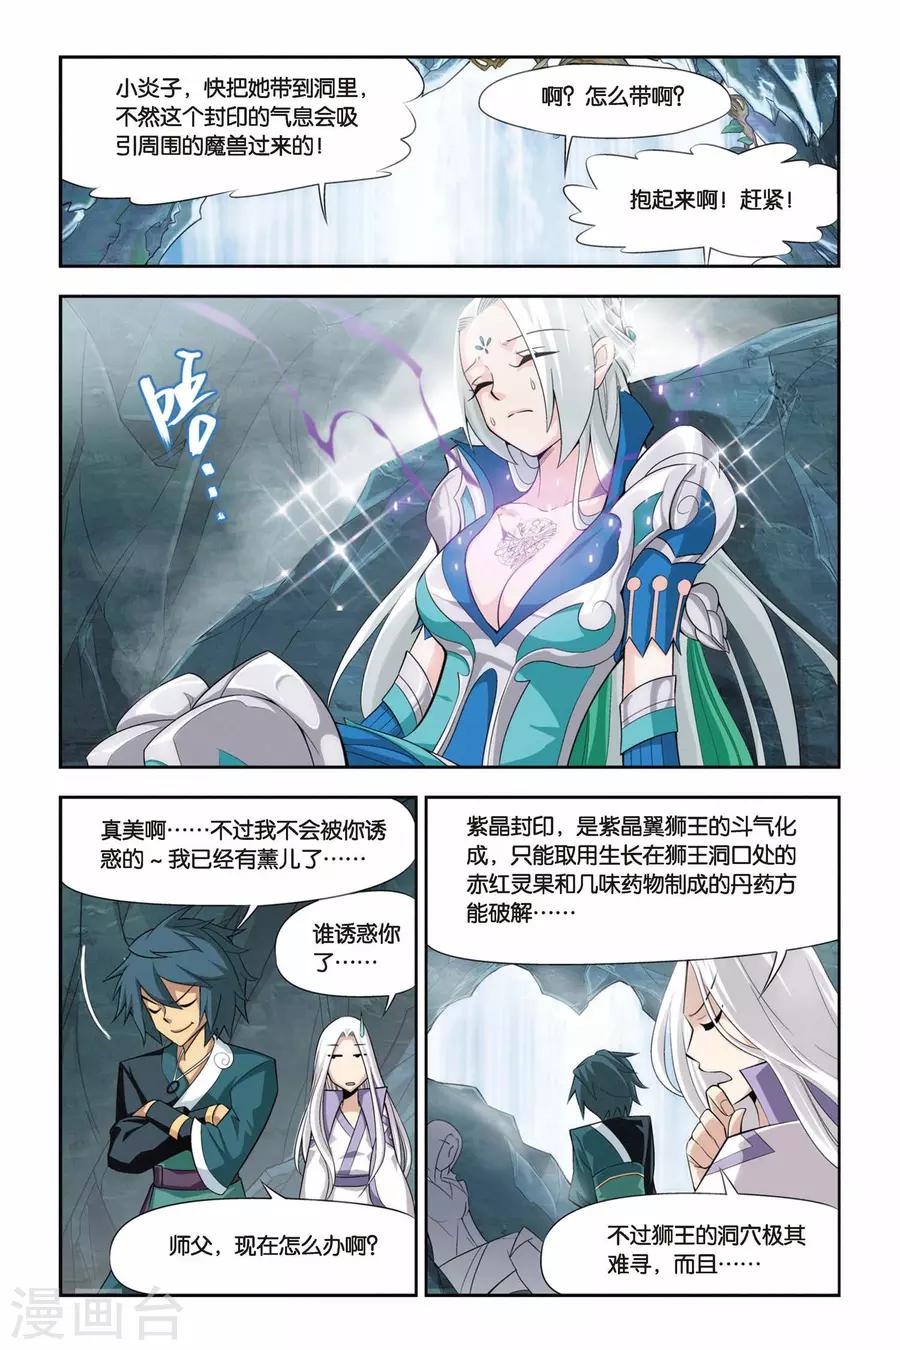 小炎子，快把她带到洞里，
不然这个封印的气息会吸
引周围的魔兽过来的！
啊？怎么带啊？
抱起来啊！赶紧！
真美啊……不过我不会被你诱
惑的～我已经有薰儿了……
谁诱惑你
了……
师父，现在怎么办啊？
紫晶封印，是紫晶翼狮王的斗气化
成，只能取用生长在狮王洞口处的
赤红灵果和几味药物制成的丹药方
能破解……
不过狮王的洞穴极其
难寻，而且……
漫画台